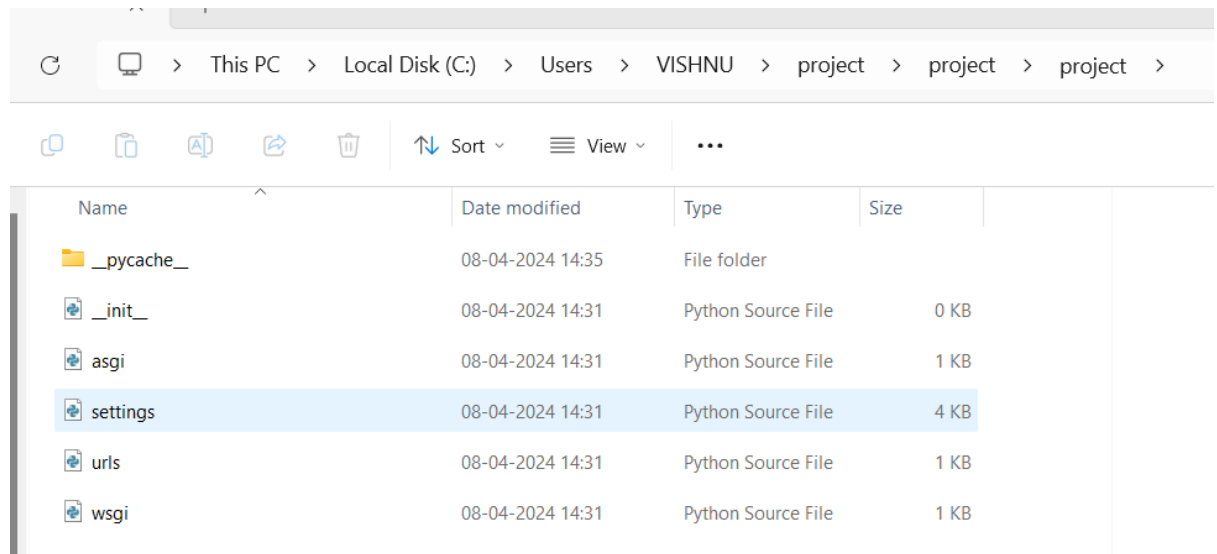 This PC > Local Disk (C:) > Users > VISHNU > project > project > project >
Sort View ...
Name Date modified Type Size
__pycache__ 08-04-2024 14:35 File folder
__init__ 08-04-2024 14:31 Python Source File 0 KB
asgi 08-04-2024 14:31 Python Source File 1 KB
settings 08-04-2024 14:31 Python Source File 4 KB
urls 08-04-2024 14:31 Python Source File 1 KB
wsgi 08-04-2024 14:31 Python Source File 1 KB